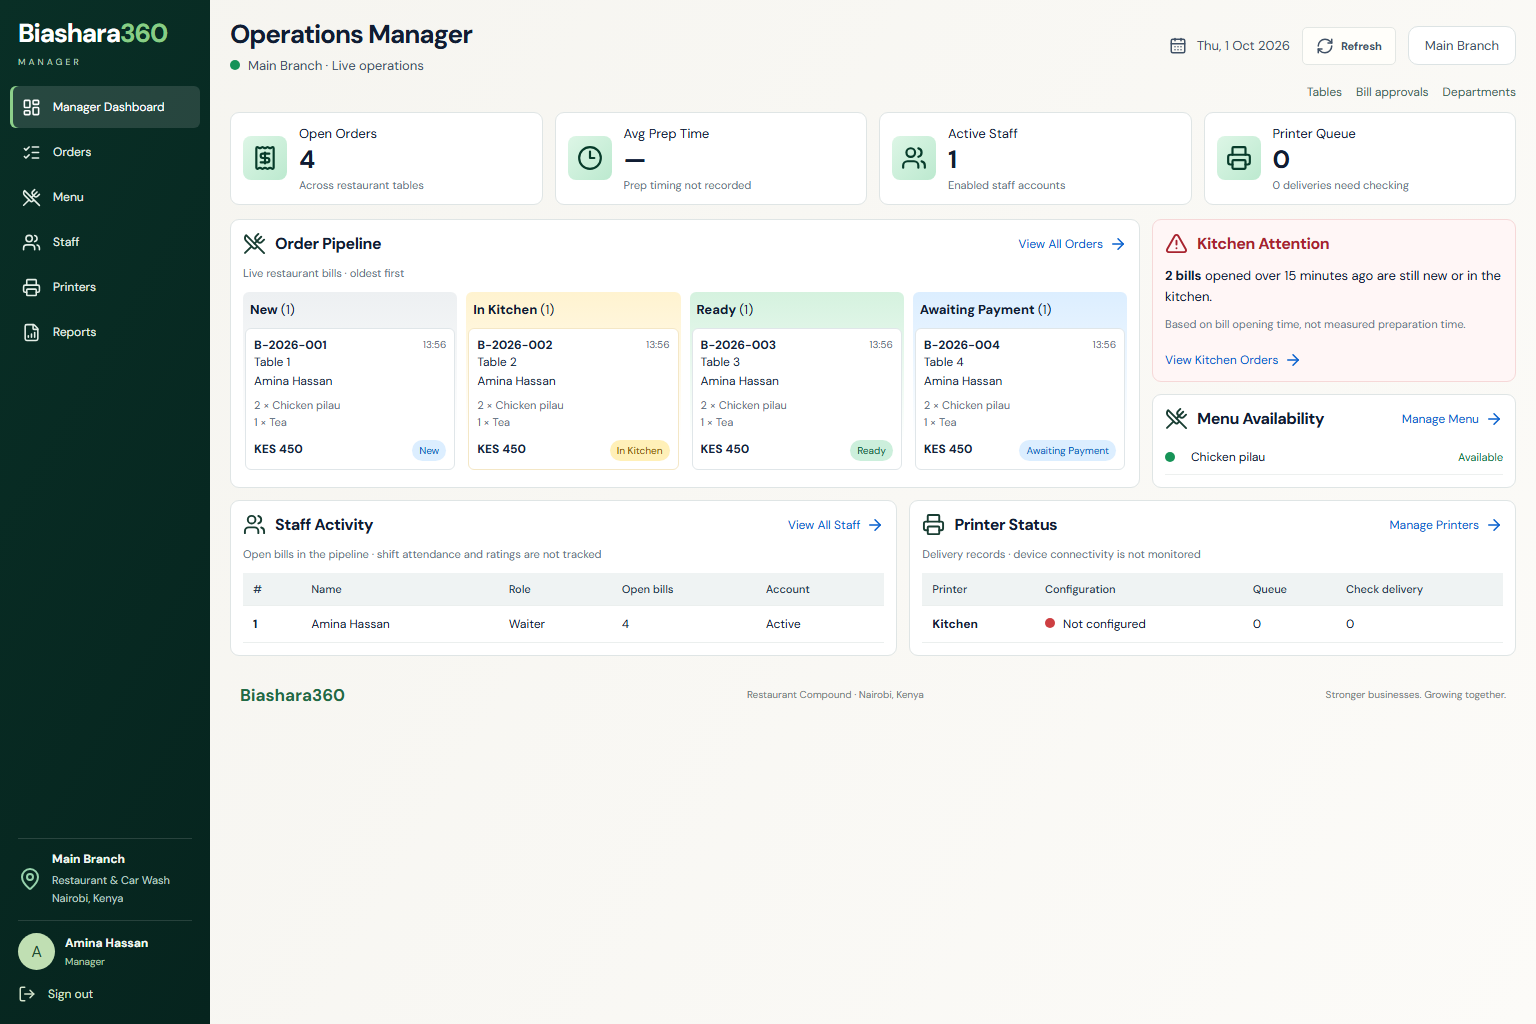 Biashara360
MANAGER
Manager Dashboard
Orders
Menu
Staff
Printers
Reports
Main Branch
Restaurant & Car Wash
Nairobi, Kenya
A
Amina Hassan
Manager
Sign out
Operations Manager
Main Branch · Live operations
Thu, 1 Oct 2026
Refresh
Main Branch
Tables Bill approvals Departments
Open Orders
4
Across restaurant tables
Avg Prep Time
—
Prep timing not recorded
Active Staff
1
Enabled staff accounts
Printer Queue
0
0 deliveries need checking
Order Pipeline
View All Orders
Live restaurant bills · oldest first
New (1)
B-2026-001 13:56
Table 1
Amina Hassan
2 × Chicken pilau
1 × Tea
KES 450 New
In Kitchen (1)
B-2026-002 13:56
Table 2
Amina Hassan
2 × Chicken pilau
1 × Tea
KES 450 In Kitchen
Ready (1)
B-2026-003 13:56
Table 3
Amina Hassan
2 × Chicken pilau
1 × Tea
KES 450 Ready
Awaiting Payment (1)
B-2026-004 13:56
Table 4
Amina Hassan
2 × Chicken pilau
1 × Tea
KES 450 Awaiting Payment
Kitchen Attention
2 bills opened over 15 minutes ago are still new or in the
kitchen.
Based on bill opening time, not measured preparation time.
View Kitchen Orders
Menu Availability
Manage Menu
Chicken pilau Available
Staff Activity
View All Staff
Open bills in the pipeline · shift attendance and ratings are not tracked
# Name Role Open bills Account
1 Amina Hassan Waiter 4 Active
Printer Status
Manage Printers
Delivery records · device connectivity is not monitored
Printer Configuration Queue Check delivery
Kitchen Not configured 0 0
Biashara360
Restaurant Compound · Nairobi, Kenya
Stronger businesses. Growing together.